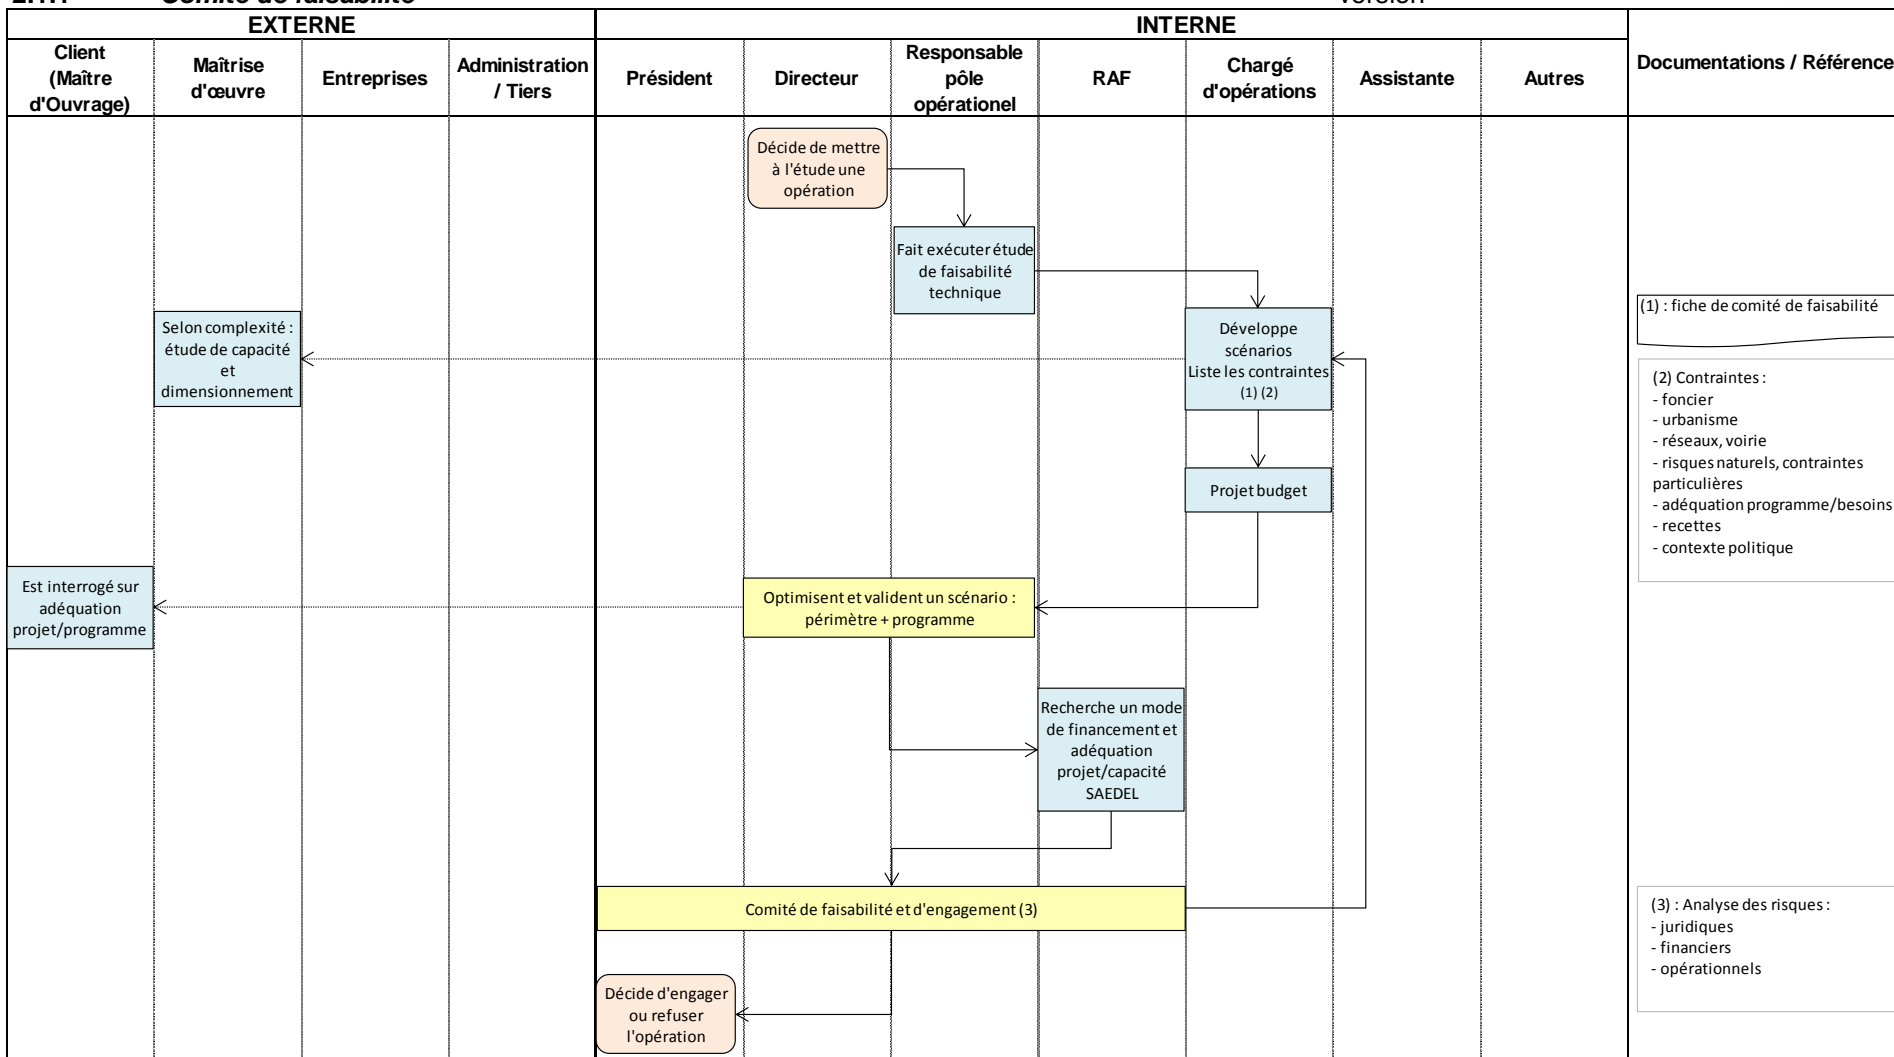 Comité de faisabilité
EXTERNE
INTERNE
Client
(Maître
d'Ouvrage)
Maîtrise
d'œuvre
Entreprises
Administration
/ Tiers
Président
Directeur
Responsable
pôle
opérationel
RAF
Chargé
d'opérations
Assistante
Autres
Documentations / Référence
Décide de mettre
à l'étude une
opération
Fait exécuter étude
de faisabilité
technique
(1) : fiche de comité de faisabilité
Selon complexité :
étude de capacité
et
dimensionnement
Développe
scénarios
Liste les contraintes
(1) (2)
(2) Contraintes :
- foncier
- urbanisme
- réseaux, voirie
- risques naturels, contraintes
particulières
- adéquation programme/besoins
- recettes
- contexte politique
Projet budget
Est interrogé sur
adéquation
projet/programme
Optimisent et valident un scénario :
périmètre + programme
Recherche un mode
de financement et
adéquation
projet/capacité
SAEDEL
Comité de faisabilité et d'engagement (3)
(3) : Analyse des risques :
- juridiques
- financiers
- opérationnels
Décide d'engager
ou refuser
l'opération